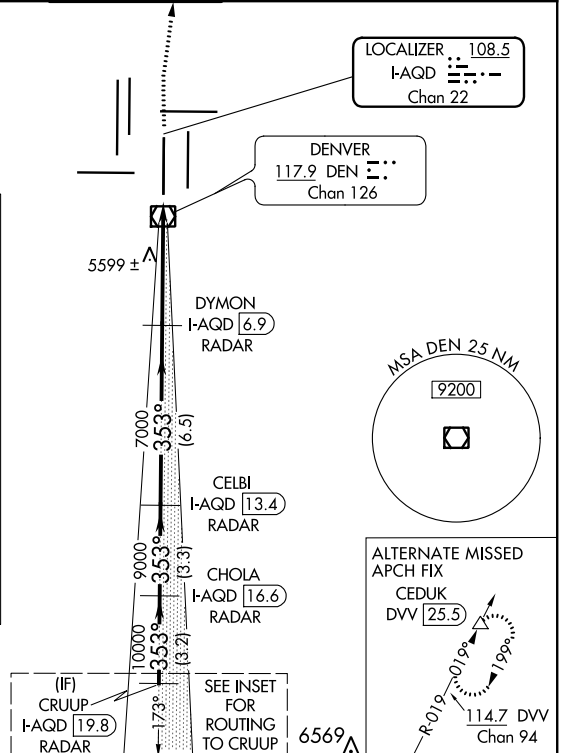 LOCALIZER 108.5
I-AQD
Chan 22
DENVER
117.9 DEN
Chan 126
5599 ±
DYMON
I-AQD 6.9
RADAR
MSA DEN 25 NM
9200
7000
353°
(6.5)
CELBI
I-AQD 13.4
RADAR
9000
353°
(3.3)
CHOLA
I-AQD 16.6
RADAR
10000
353°
(3.2)
ALTERNATE MISSED
APCH FIX
CEDUK
DVV 25.5
019°
199°
R-019
114.7 DVV
Chan 94
(IF)
CRUUP
I-AQD 19.8
RADAR
173°
SEE INSET
FOR
ROUTING
TO CRUUP
6569